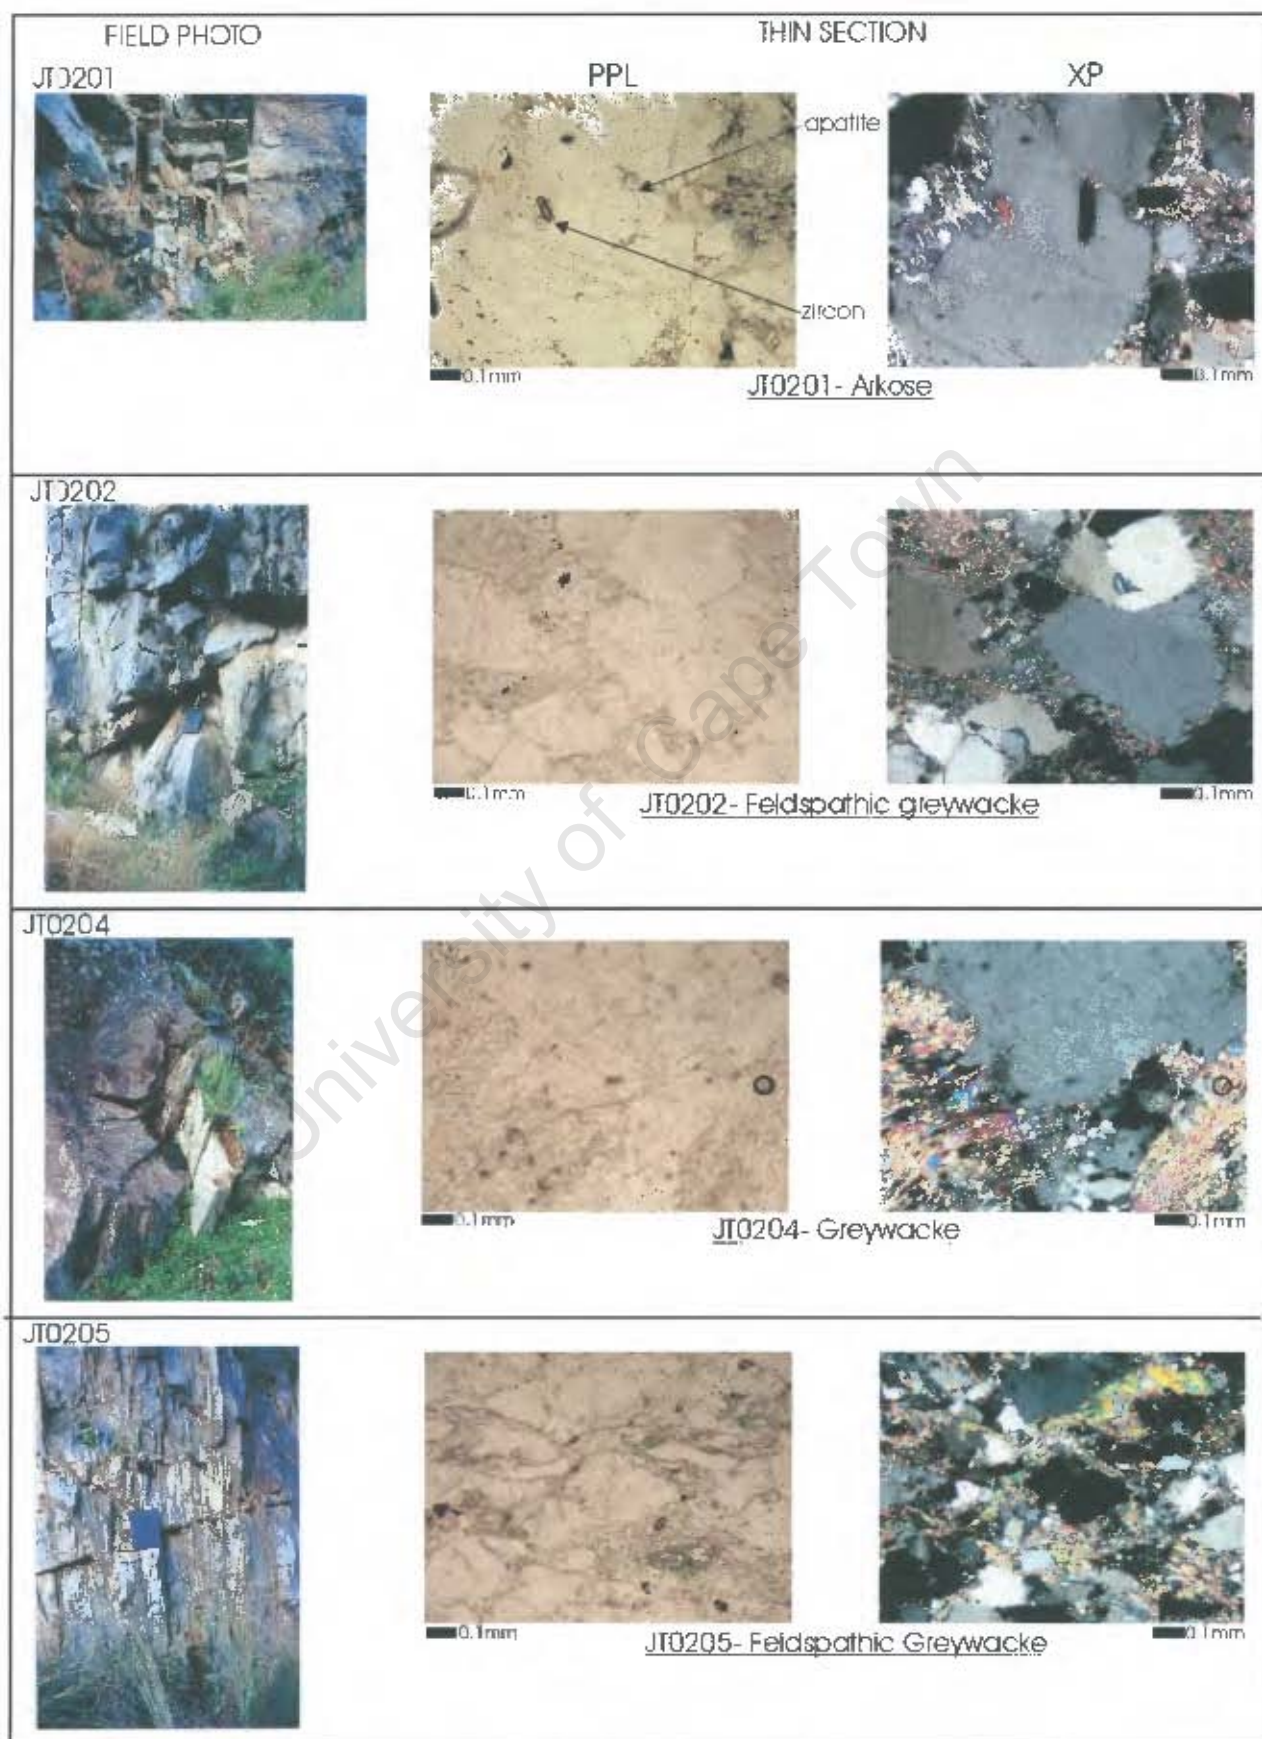 FIELD PHOTO
THIN SECTION
JT0201
PPL
XP
apatite
zircon
0.1mm
0.1mm
JT0201- Arkose
JT0202
0.1mm
0.1mm
JT0202- Feldspathic greywacke
JT0204
0.1mm
0.1mm
JT0204- Greywacke
JT0205
0.1mm
0.1mm
JT0205- Feldspathic Greywacke
University of Cape Town